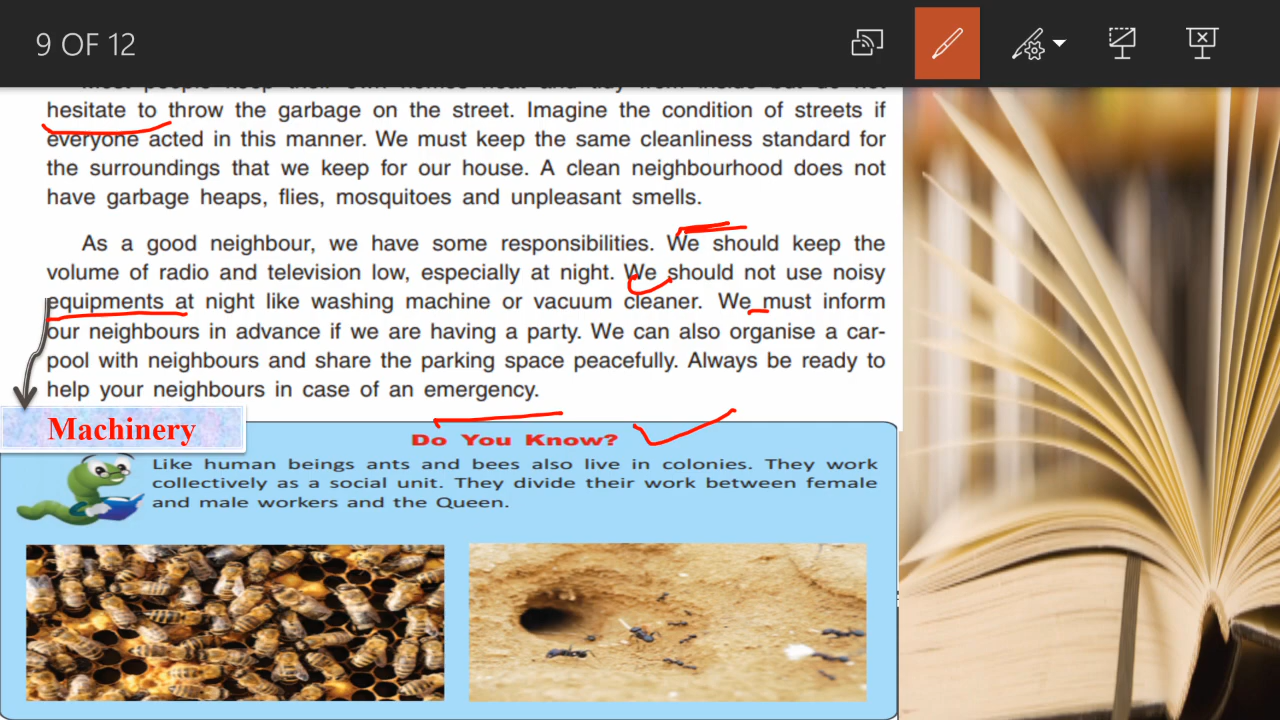 9 OF 12
hesitate to throw the garbage on the street. Imagine the condition of streets if
everyone acted in this manner. We must keep the same cleanliness standard for
the surroundings that we keep for our house. A clean neighbourhood does not
have garbage heaps, flies, mosquitoes and unpleasant smells.
As a good neighbour, we have some responsibilities. We should keep the
volume of radio and television low, especially at night. We should not use noisy
equipments at night like washing machine or vacuum cleaner. We must inform
our neighbours in advance if we are having a party. We can also organise a car-
pool with neighbours and share the parking space peacefully. Always be ready to
help your neighbours in case of an emergency.
Machinery
Do You Know?
Like human beings ants and bees also live in colonies. They work
collectively as a social unit. They divide their work between female
and male workers and the Queen.